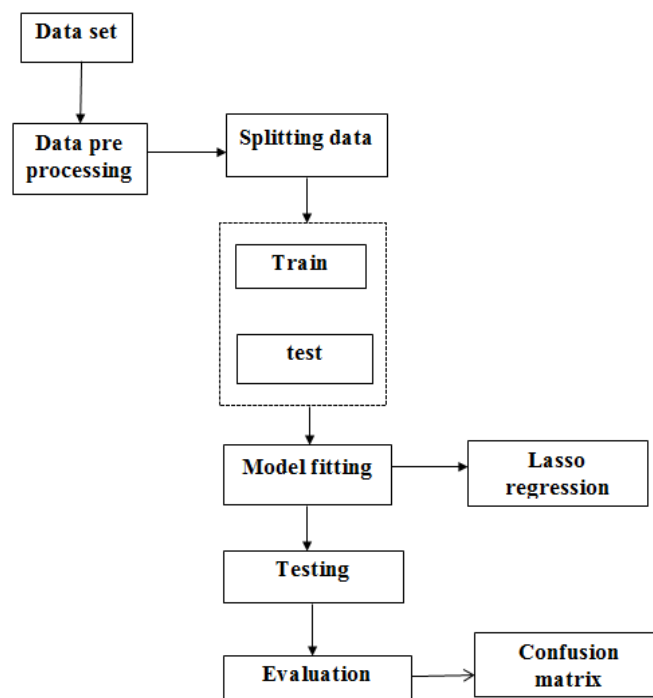 Data set
Data pre
processing
Splitting data
Train
test
Model fitting
Lasso
regression
Testing
Evaluation
Confusion
matrix